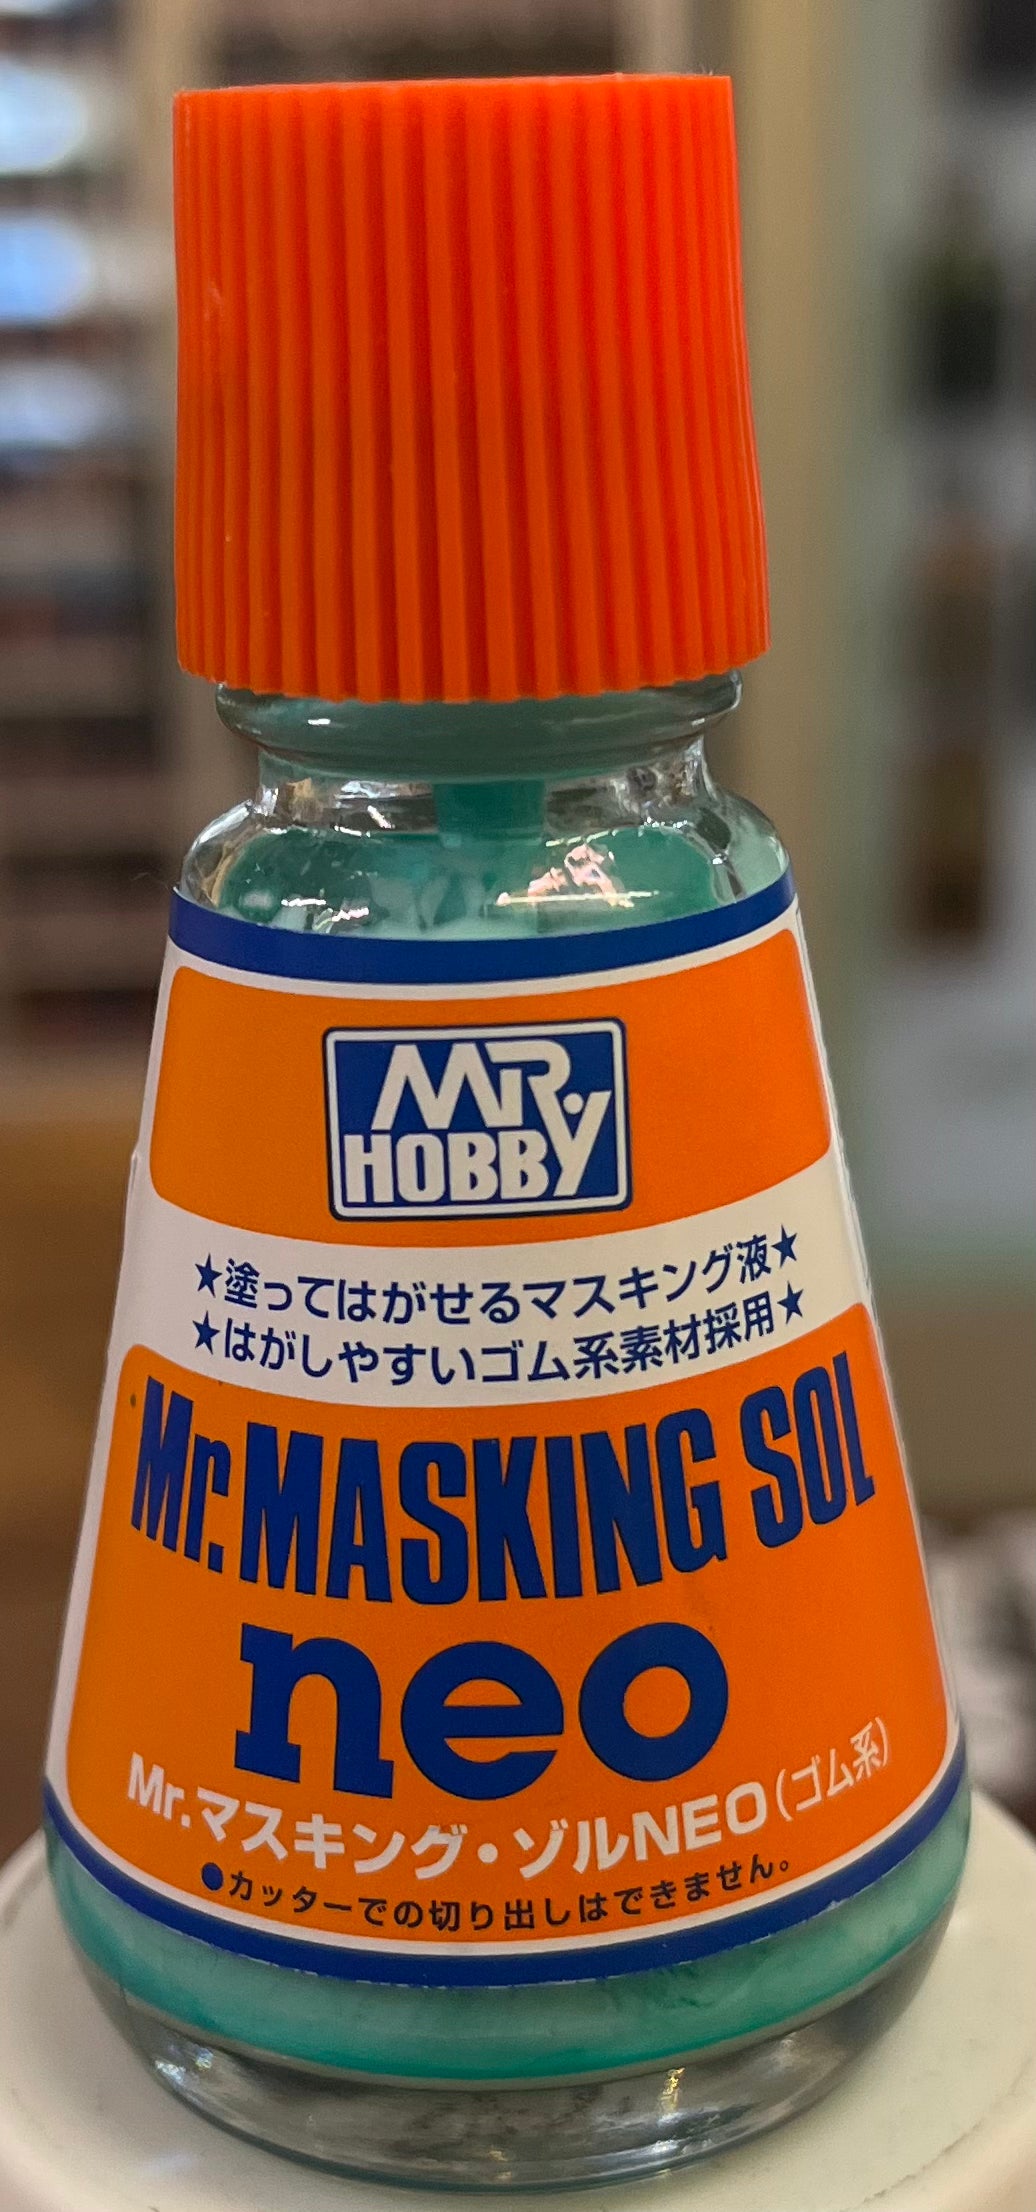 MR.
HOBBY
★塗ってはがせるマスキング液★
★はがしやすいゴム系素材採用★
Mr.MASKING SOL
neo
Mr.マスキング・ゾルNEO(ゴム系)
●カッターでの切り出しはできません。